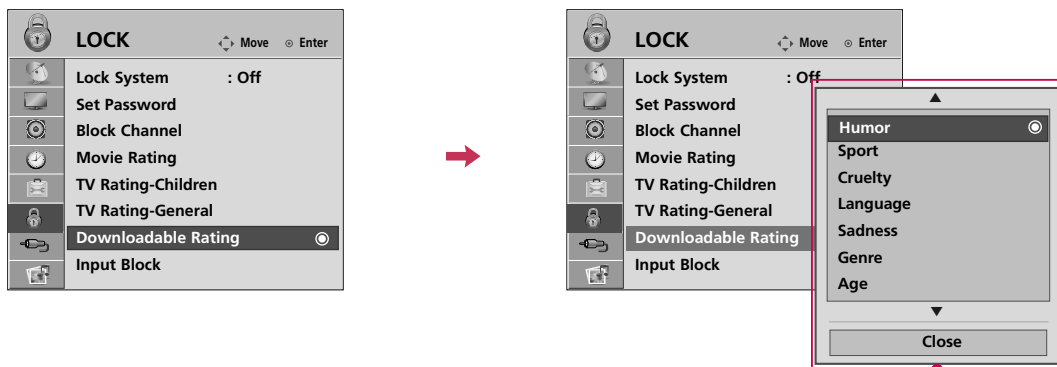 LOCK
Move
Enter
Lock System : Off
Set Password
Block Channel
Movie Rating
TV Rating-Children
TV Rating-General
Downloadable Rating
Input Block
LOCK
Move
Enter
Lock System : Off
Set Password
Block Channel
Movie Rating
TV Rating-Children
TV Rating-General
Downloadable Rating
Input Block
Humor
Sport
Cruelty
Language
Sadness
Genre
Age
Close